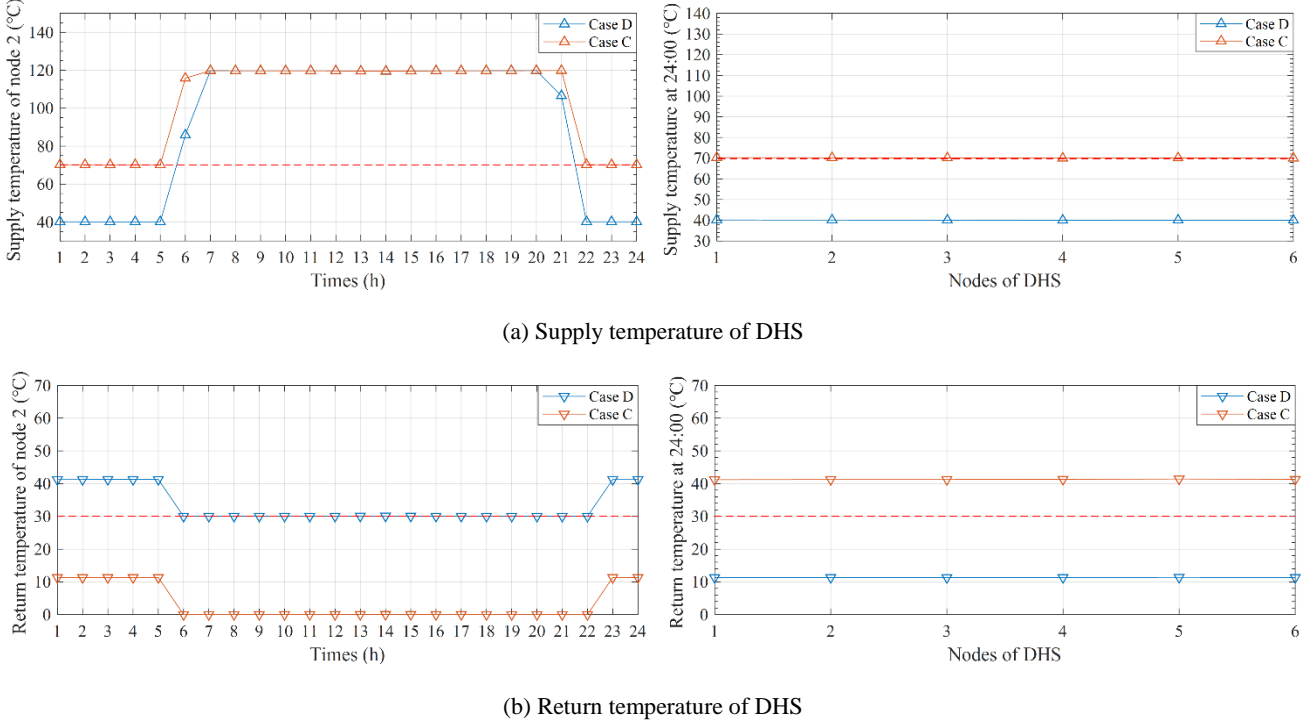 Supply temperature of node 2 (°C)
140
120
100
80
60
40
Case D
Case C
1 2 3 4 5 6 7 8 9 10 11 12 13 14 15 16 17 18 19 20 21 22 23 24
Times (h)
Supply temperature at 24:00 (°C)
140
130
120
110
100
90
80
70
60
50
40
30
Case D
Case C
1 2 3 4 5 6
Nodes of DHS
(a) Supply temperature of DHS
Return temperature of node 2 (°C)
70
60
50
40
30
20
10
0
Case D
Case C
1 2 3 4 5 6 7 8 9 10 11 12 13 14 15 16 17 18 19 20 21 22 23 24
Times (h)
Return temperature at 24:00 (°C)
70
60
50
40
30
20
10
0
Case D
Case C
1 2 3 4 5 6
Nodes of DHS
(b) Return temperature of DHS